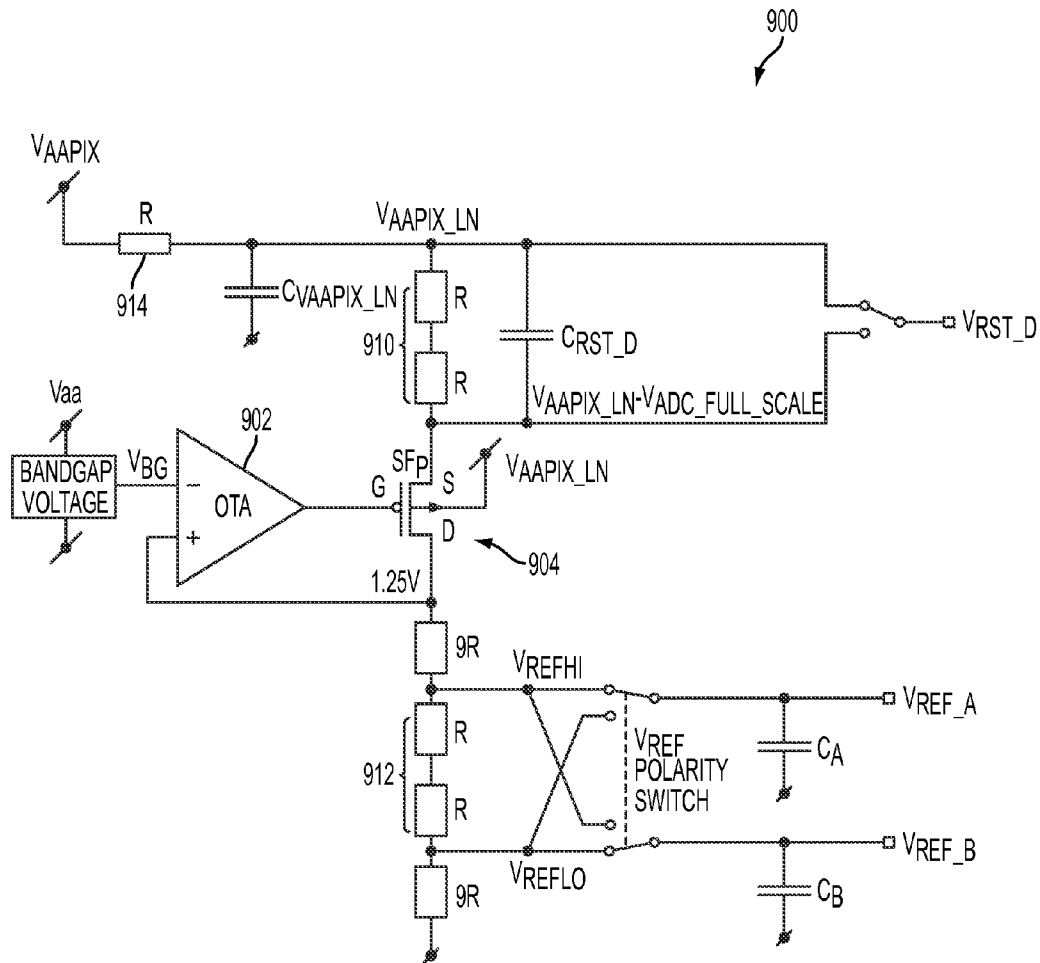 900
VAAPIX
R
914
VAAPIX_LN
CVAAPIX_LN
910
R
R
CRST_D
VRST_D
VAAPIX_LN-VADC_FULL_SCALE
Vaa
BANDGAP
VOLTAGE
VBG
902
-
+
OTA
SFP
G
S
D
VAAPIX_LN
904
1.25V
9R
VREFHI
912
R
R
VREF
POLARITY
SWITCH
VREF_A
CA
VREFLO
VREF_B
CB
9R